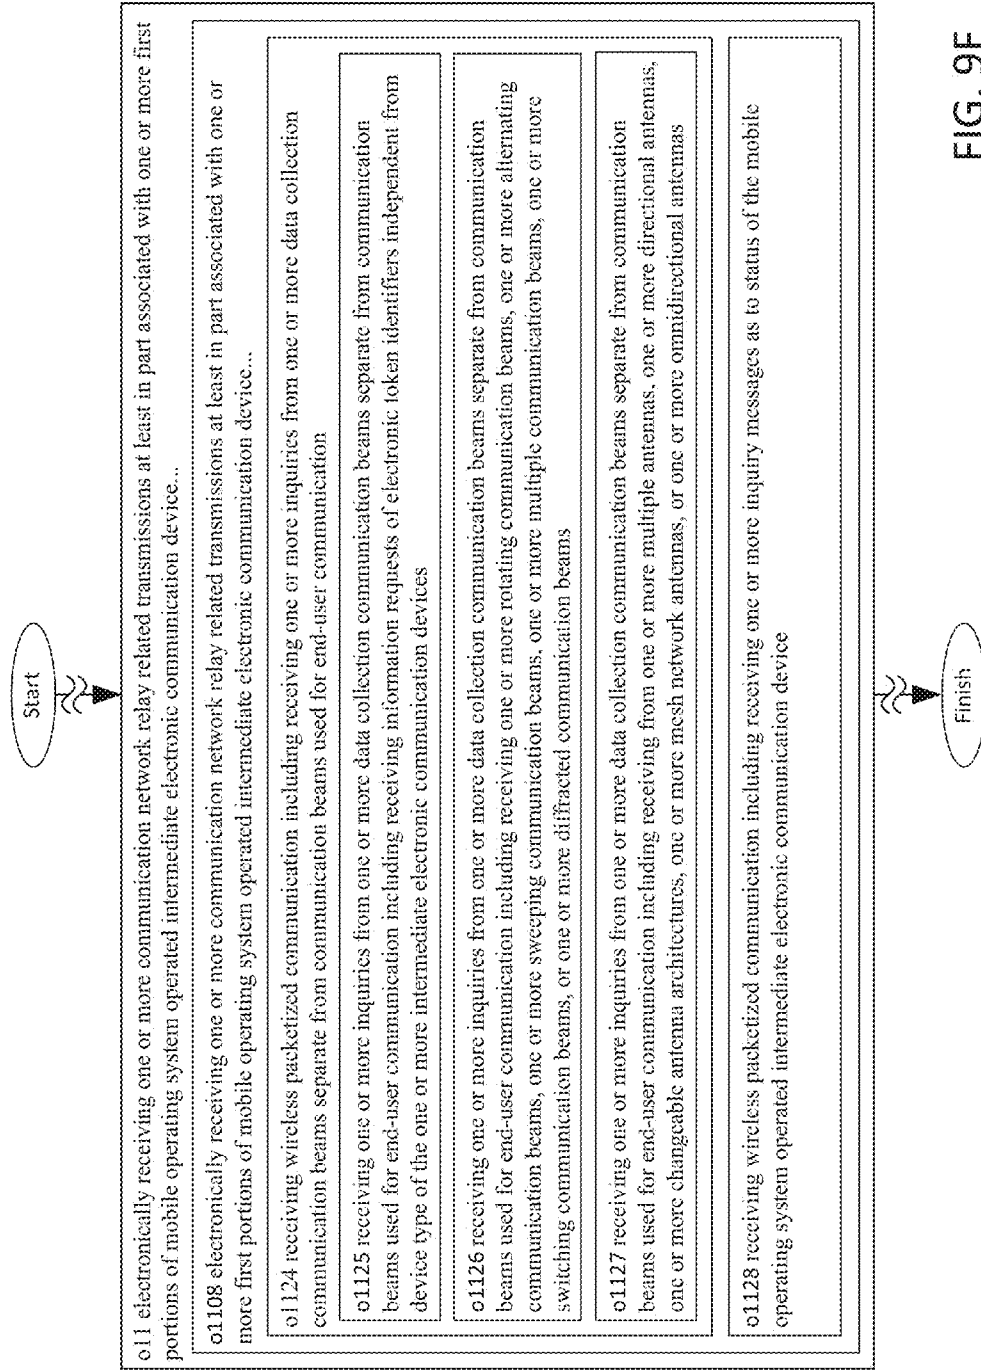 Start
o11 electronically receiving one or more communication network relay related transmissions at least in part associated with one or more first
portions of mobile operating system operated intermediate electronic communication device...
o1108 electronically receiving one or more communication network relay related transmissions at least in part associated with one or
more first portions of mobile operating system operated intermediate electronic communication device...
o1124 receiving wireless packetized communication including receiving one or more inquiries from one or more data collection
communication beams separate from communication beams used for end-user communication
o1125 receiving one or more inquiries from one or more data collection communication beams separate from communication
beams used for end-user communication including receiving information requests of electronic token identifiers independent from
device type of the one or more intermediate electronic communication devices
o1126 receiving one or more inquiries from one or more data collection communication beams separate from communication
beams used for end-user communication including receiving one or more rotating communication beams, one or more alternating
communication beams, one or more sweeping communication beams, one or more multiple communication beams, one or more
switching communication beams, or one or more diffracted communication beams
o1127 receiving one or more inquiries from one or more data collection communication beams separate from communication
beams used for end-user communication including receiving from one or more multiple antennas, one or more directional antennas,
one or more changeable antenna architectures, one or more mesh network antennas, or one or more omnidirectional antennas
o1128 receiving wireless packetized communication including receiving one or more inquiry messages as to status of the mobile
operating system operated intermediate electronic communication device
Finish
FIG. 9F